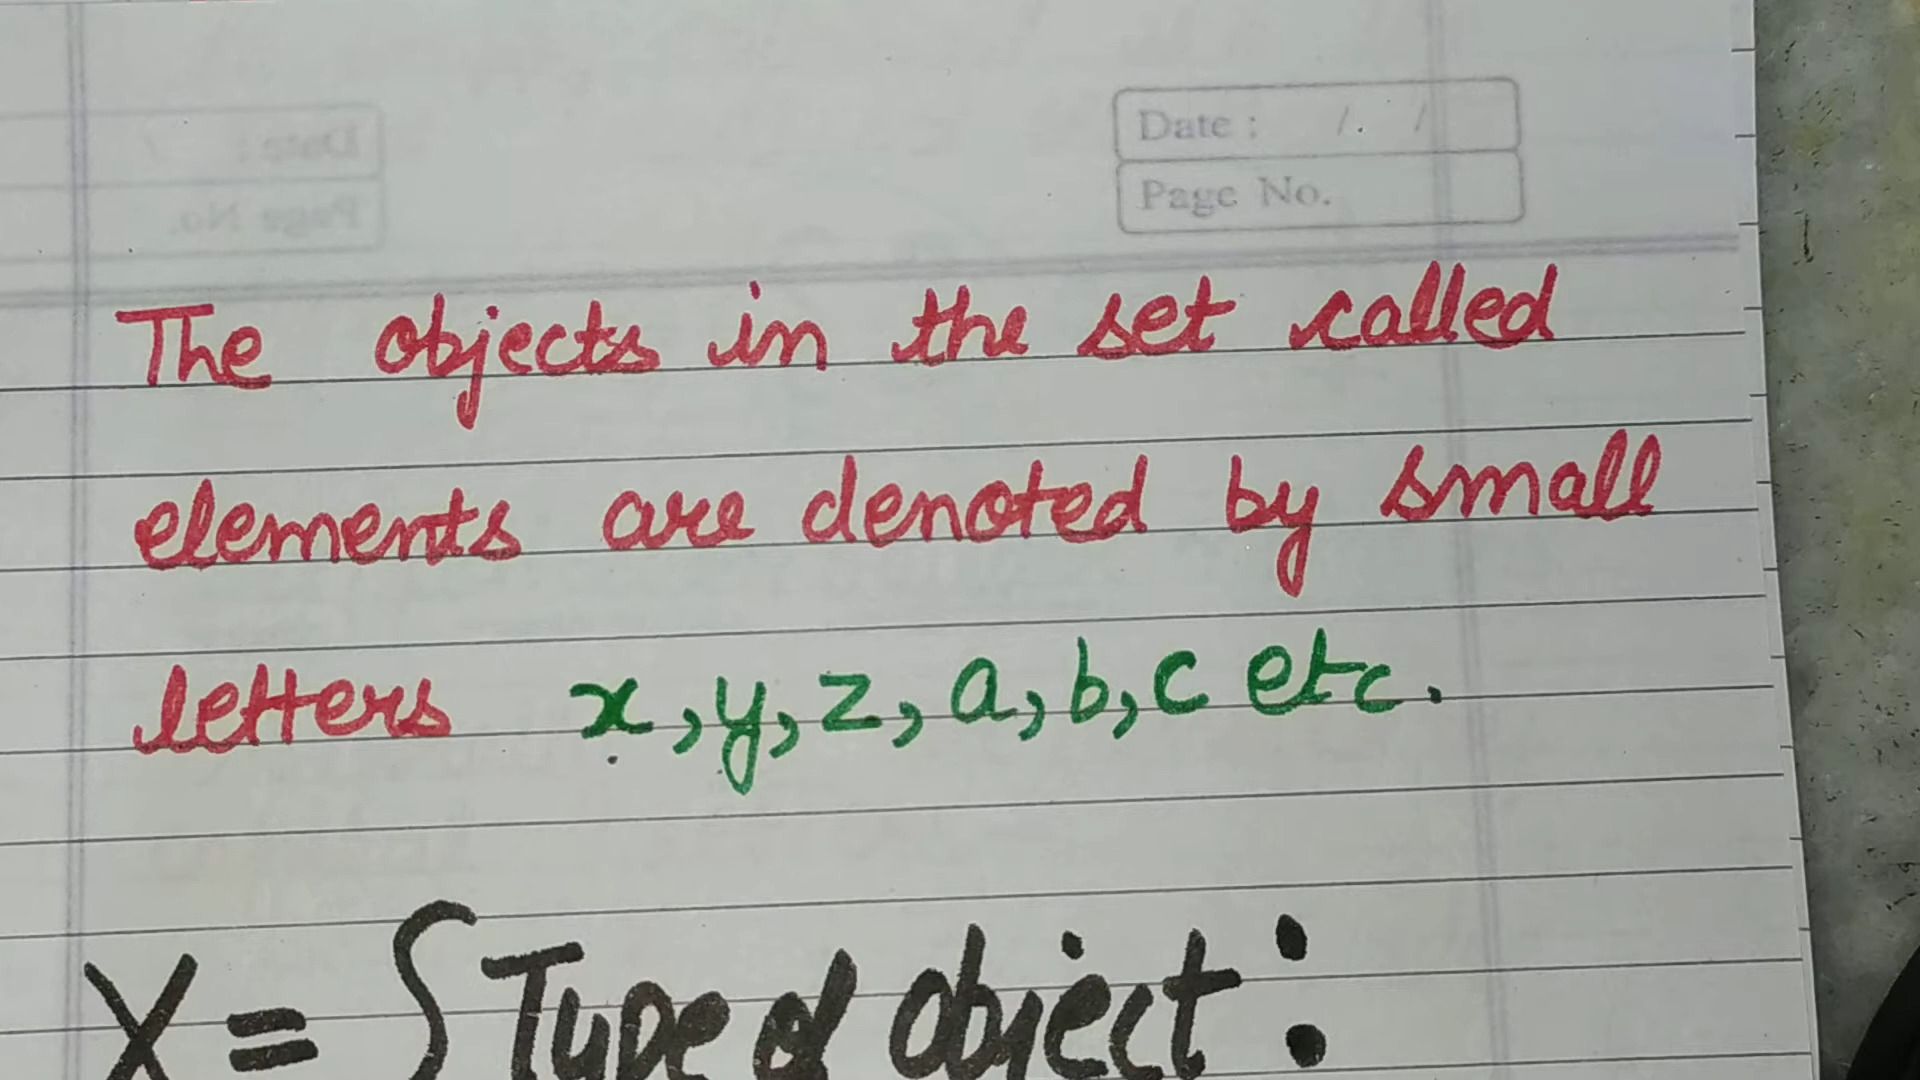 Date : / /
Page No.
The objects in the set called
elements are denoted by small
letters x, y, z, a, b, c etc.
X = { Type of object :